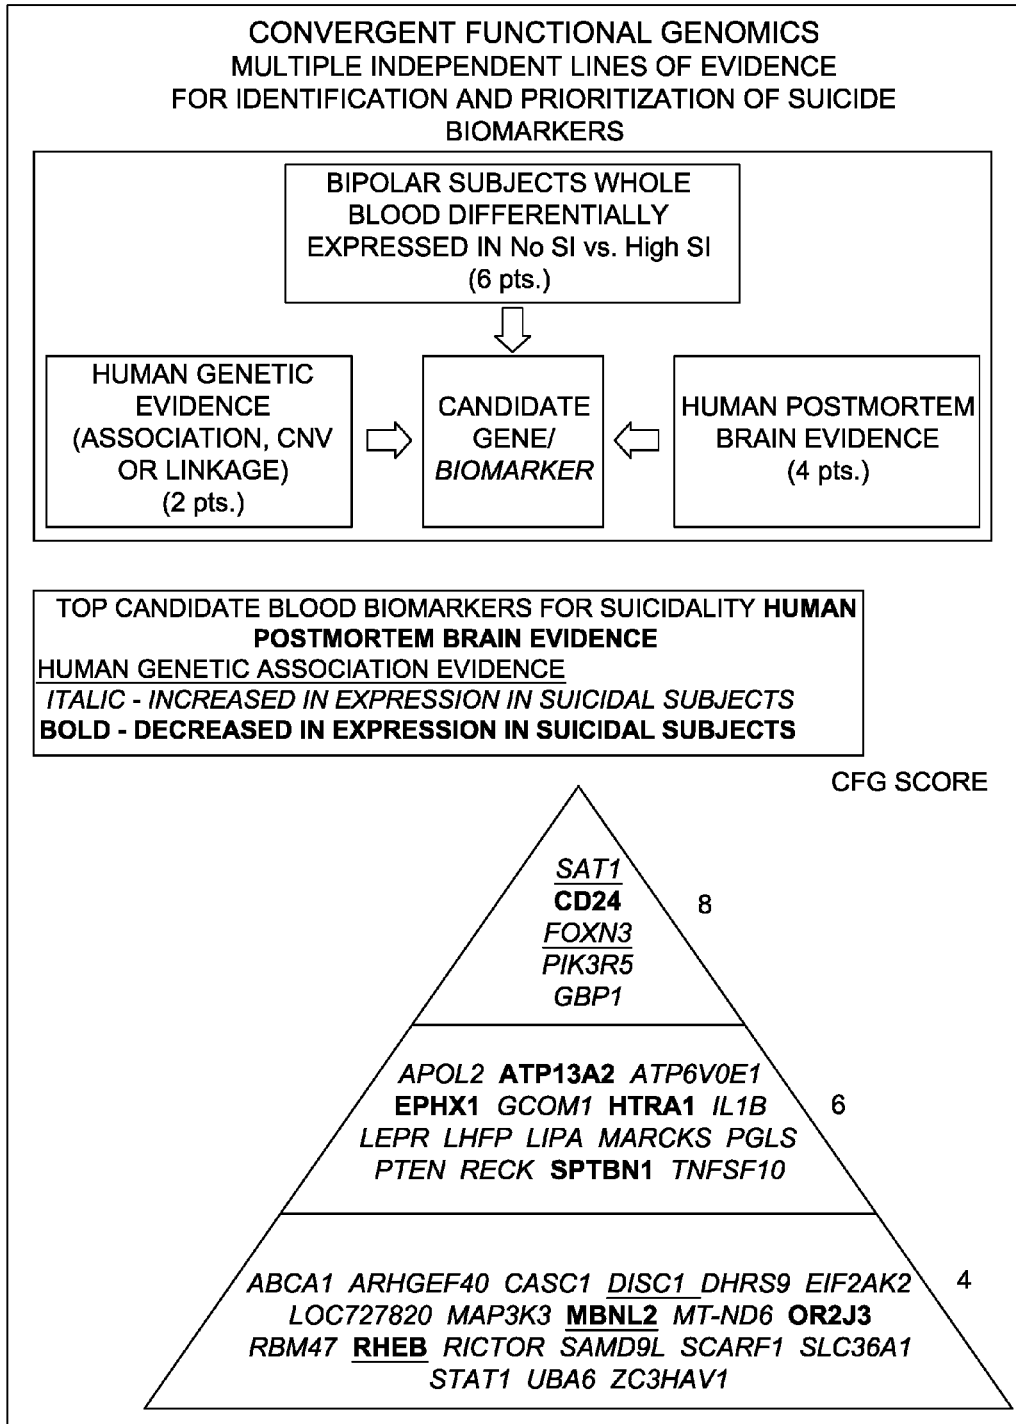 CONVERGENT FUNCTIONAL GENOMICS
MULTIPLE INDEPENDENT LINES OF EVIDENCE
FOR IDENTIFICATION AND PRIORITIZATION OF SUICIDE
BIOMARKERS
BIPOLAR SUBJECTS WHOLE
BLOOD DIFFERENTIALLY
EXPRESSED IN No SI vs. High SI
(6 pts.)
HUMAN GENETIC
EVIDENCE
(ASSOCIATION, CNV
OR LINKAGE)
(2 pts.)
CANDIDATE
GENE/
BIOMARKER
HUMAN POSTMORTEM
BRAIN EVIDENCE
(4 pts.)
TOP CANDIDATE BLOOD BIOMARKERS FOR SUICIDALITY HUMAN
POSTMORTEM BRAIN EVIDENCE
HUMAN GENETIC ASSOCIATION EVIDENCE
ITALIC - INCREASED IN EXPRESSION IN SUICIDAL SUBJECTS
BOLD - DECREASED IN EXPRESSION IN SUICIDAL SUBJECTS
CFG SCORE
SAT1
CD24
FOXN3
PIK3R5
GBP1
8
APOL2 ATP13A2 ATP6V0E1
EPHX1 GCOM1 HTRA1 IL1B
LEPR LHFP LIPA MARCKS PGLS
PTEN RECK SPTBN1 TNFSF10
6
ABCA1 ARHGEF40 CASC1 DISC1 DHRS9 EIF2AK2
LOC727820 MAP3K3 MBNL2 MT-ND6 OR2J3
RBM47 RHEB RICTOR SAMD9L SCARF1 SLC36A1
STAT1 UBA6 ZC3HAV1
4